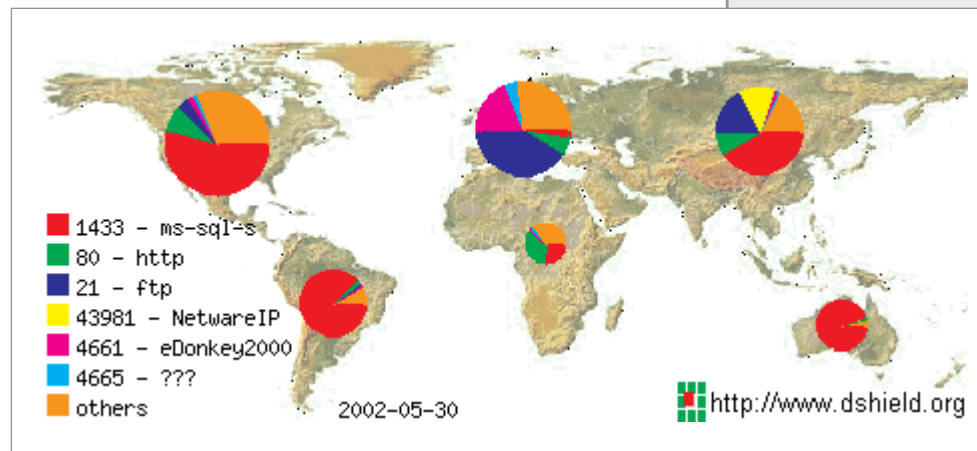 1433 - ms-sql-s
80 - http
21 - ftp
43981 - NetwareIP
4661 - eDonkey2000
4665 - ???
others
2002-05-30
http://www.dshield.org